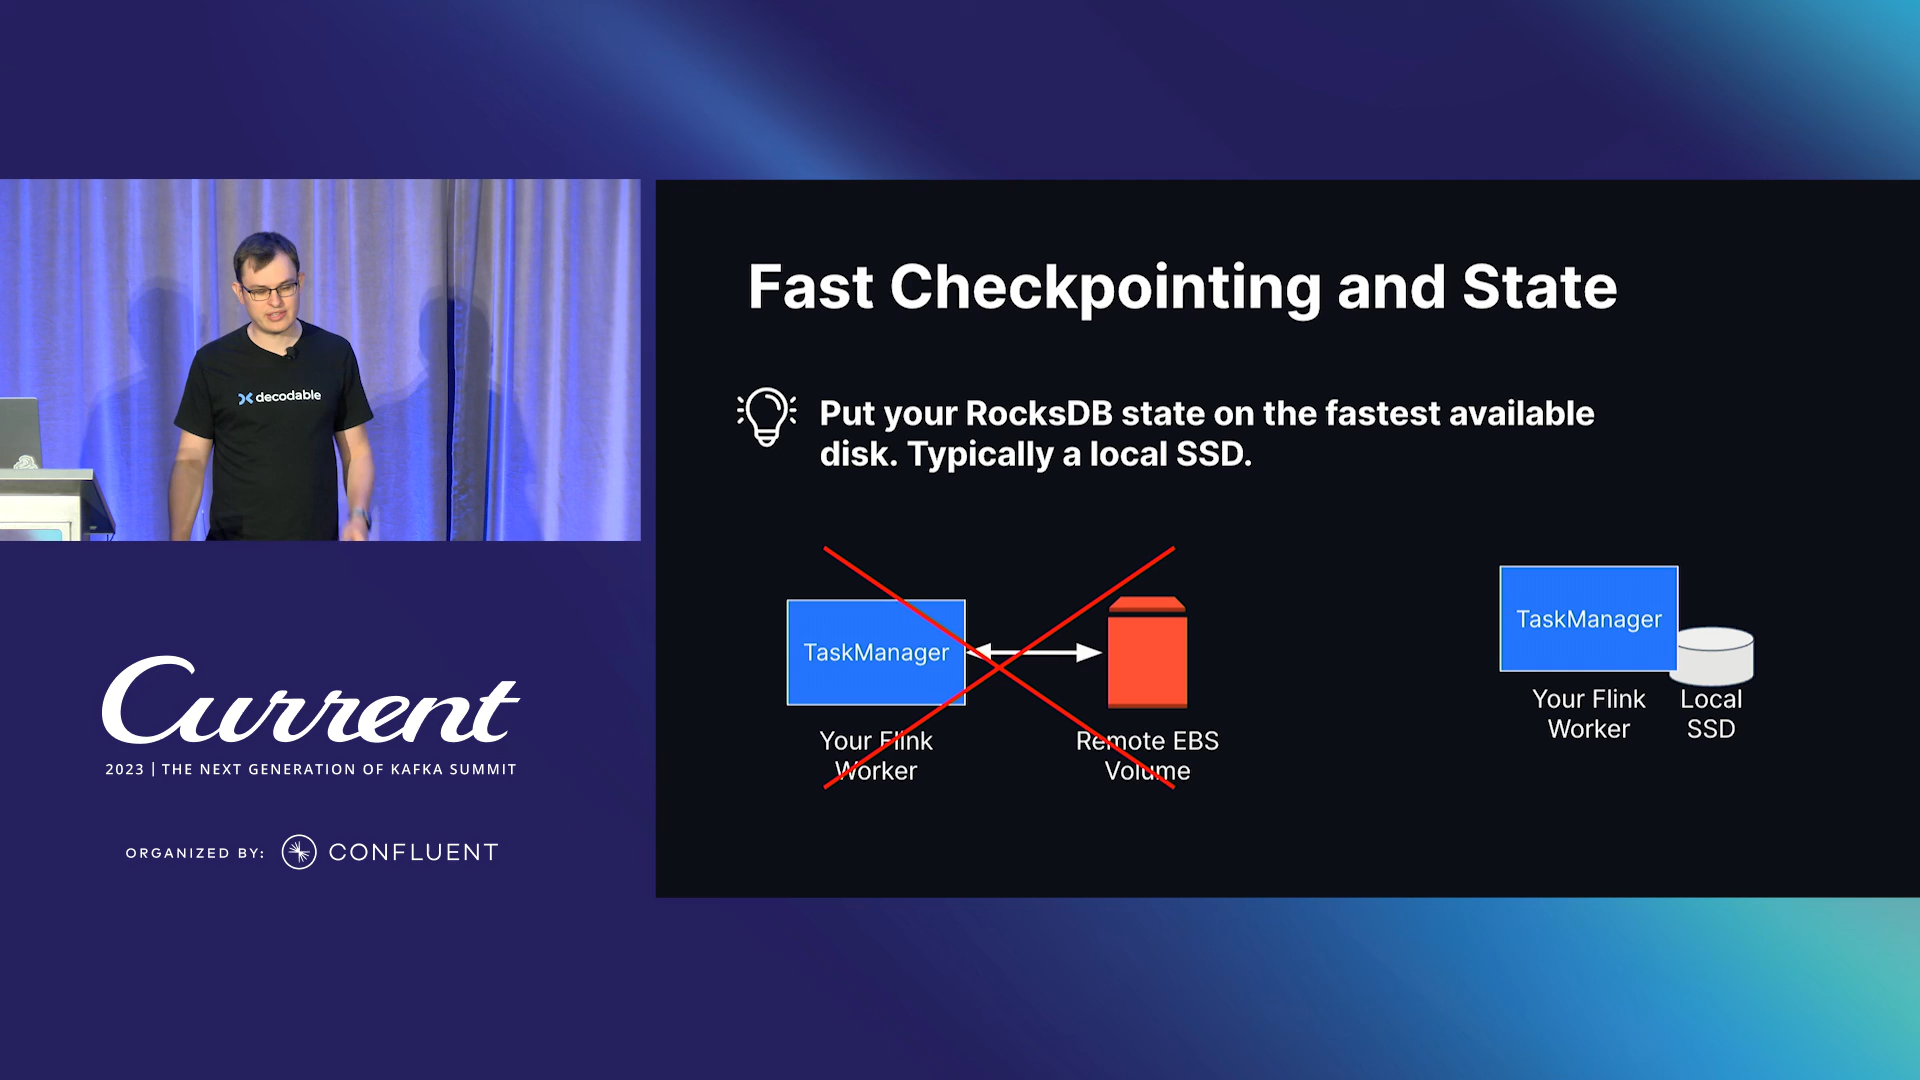 decodable
Current
2023 | THE NEXT GENERATION OF KAFKA SUMMIT
ORGANIZED BY: CONFLUENT
Fast Checkpointing and State
Put your RocksDB state on the fastest available
disk. Typically a local SSD.
TaskManager
Your Flink
Worker
Remote EBS
Volume
TaskManager
Your Flink
Worker
Local
SSD